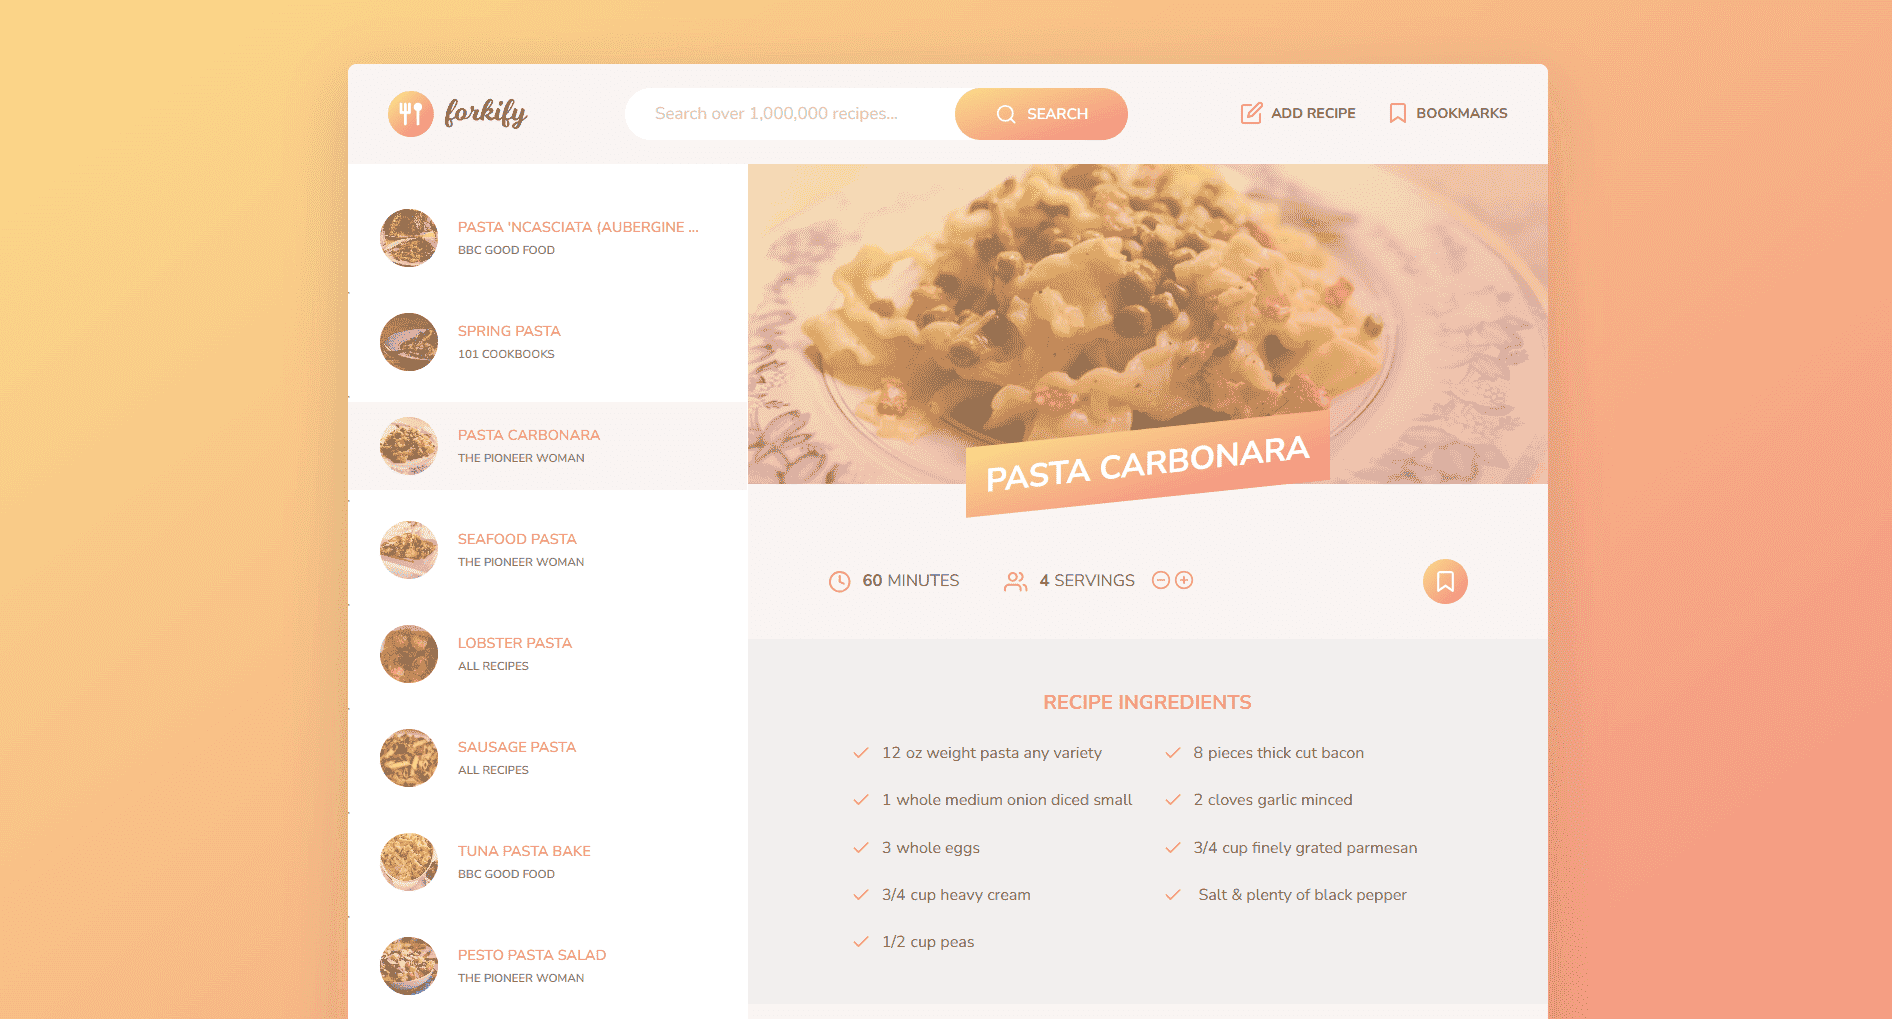 forkify
Search over 1,000,000 recipes...
SEARCH
ADD RECIPE
BOOKMARKS
PASTA 'NCASCIATA (AUBERGINE ...
BBC GOOD FOOD
SPRING PASTA
101 COOKBOOKS
PASTA CARBONARA
THE PIONEER WOMAN
SEAFOOD PASTA
THE PIONEER WOMAN
LOBSTER PASTA
ALL RECIPES
SAUSAGE PASTA
ALL RECIPES
TUNA PASTA BAKE
BBC GOOD FOOD
PESTO PASTA SALAD
THE PIONEER WOMAN
PASTA CARBONARA
60 MINUTES
4 SERVINGS
RECIPE INGREDIENTS
12 oz weight pasta any variety
8 pieces thick cut bacon
1 whole medium onion diced small
2 cloves garlic minced
3 whole eggs
3/4 cup finely grated parmesan
3/4 cup heavy cream
Salt & plenty of black pepper
1/2 cup peas